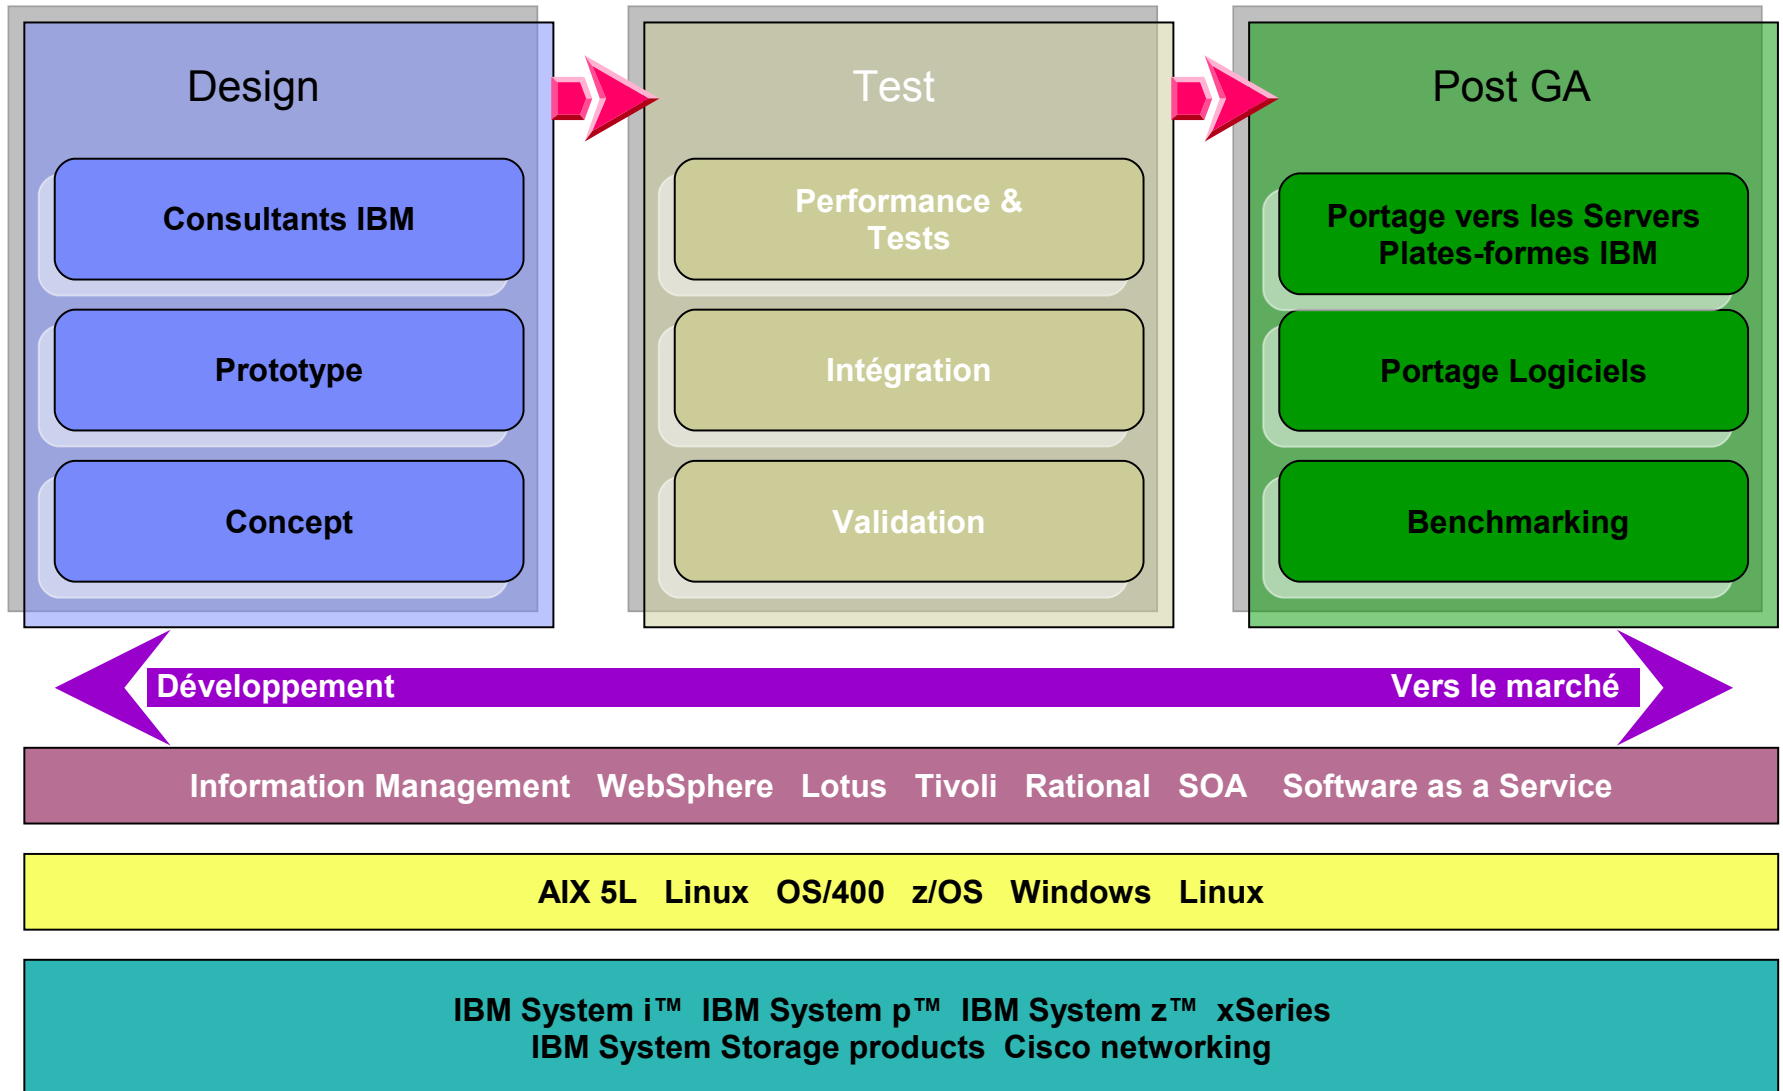 Design
Consultants IBM
Prototype
Concept
Test
Performance &
Tests
Intégration
Validation
Post GA
Portage vers les Servers
Plates-formes IBM
Portage Logiciels
Benchmarking
Développement
Vers le marché
Information Management WebSphere Lotus Tivoli Rational SOA Software as a Service
AIX 5L Linux OS/400 z/OS Windows Linux
IBM System i™ IBM System p™ IBM System z™ xSeries
IBM System Storage products Cisco networking